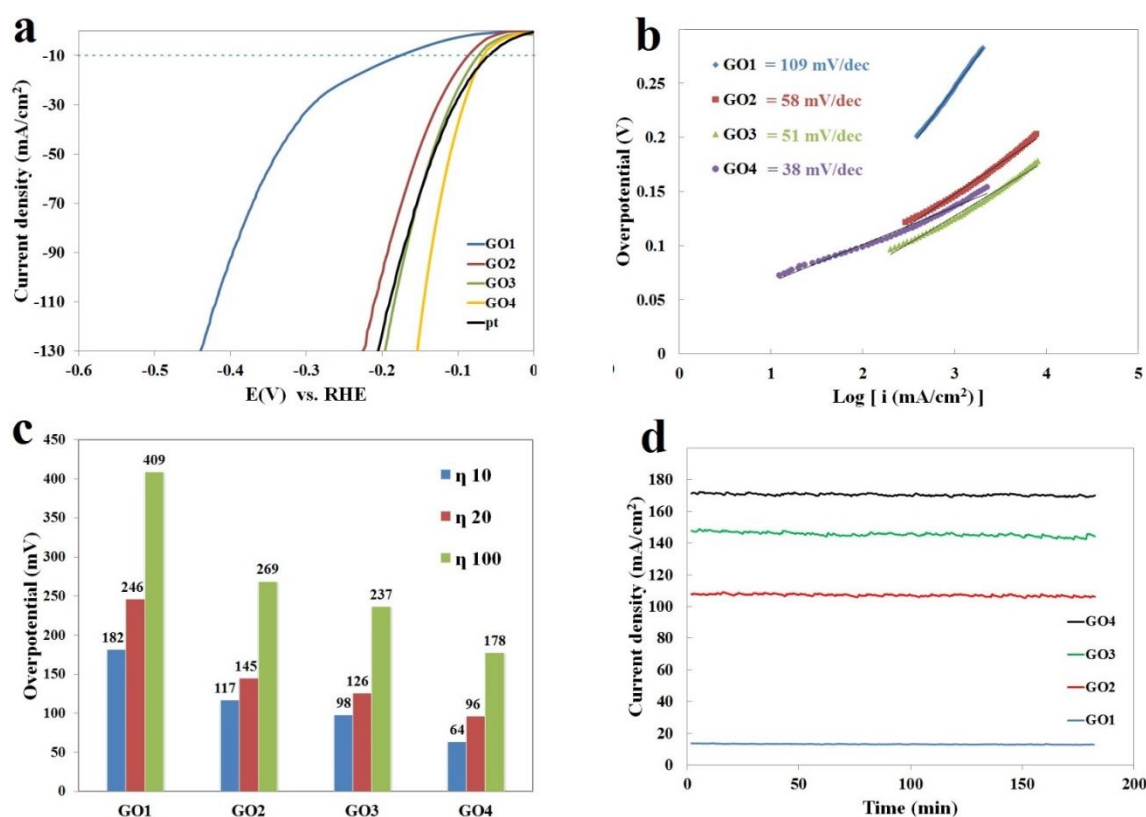 a
Current density (mA/cm²)
-10
-30
-50
-70
-90
-110
-130
-0.6
-0.5
-0.4
-0.3
-0.2
-0.1
0
E(V) vs. RHE
GO1
GO2
GO3
GO4
pt
b
Overpotential (V)
0.25
0.2
0.15
0.1
0.05
0
GO1 = 109 mV/dec
GO2 = 58 mV/dec
GO3 = 51 mV/dec
GO4 = 38 mV/dec
0
1
2
3
4
5
Log [ i (mA/cm²) ]
c
Overpotential (mV)
450
400
350
300
250
200
150
100
50
0
409
246
182
269
145
117
237
126
98
178
96
64
η 10
η 20
η 100
GO1
GO2
GO3
GO4
d
Current density (mA/cm²)
180
160
140
120
100
80
60
40
20
0
GO4
GO3
GO2
GO1
0
50
100
150
200
Time (min)